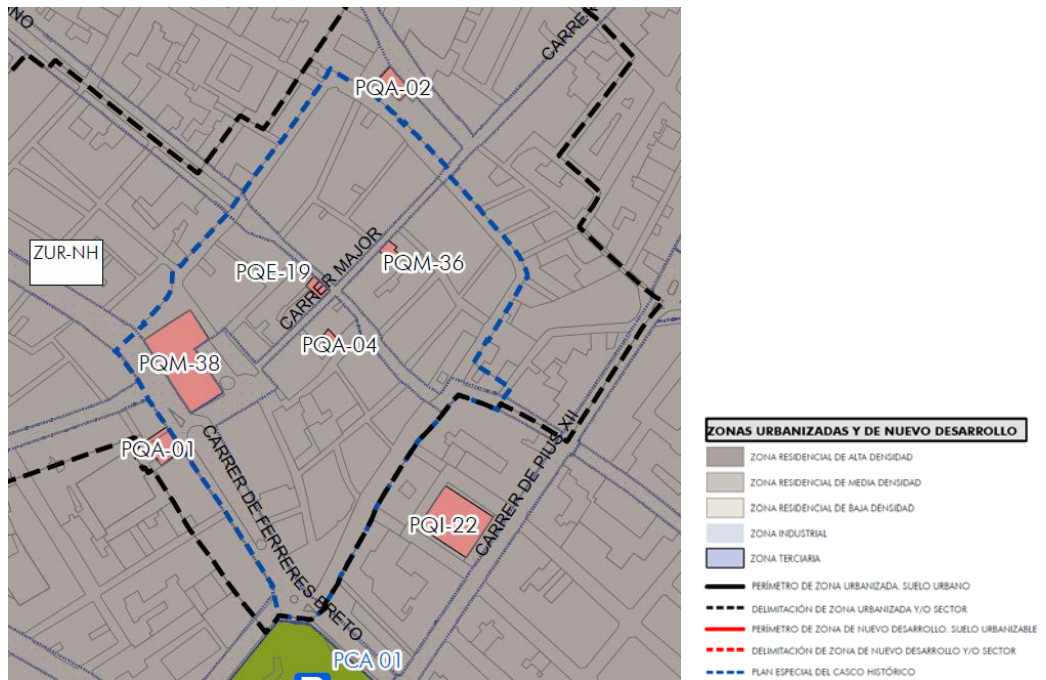 NO
CARRE
PQA-02
ZUR-NH
PQM-36
PQE-19
CARRER MAJOR
PQA-04
PQM-38
PQA-01
CARRER DE FERRERES BRETO
CARRER DE PIUS XII
PQI-22
PCA 01
ZONAS URBANIZADAS Y DE NUEVO DESARROLLO
ZONA RESIDENCIAL DE ALTA DENSIDAD
ZONA RESIDENCIAL DE MEDIA DENSIDAD
ZONA RESIDENCIAL DE BAJA DENSIDAD
ZONA INDUSTRIAL
ZONA TERCIARIA
PERÍMETRO DE ZONA URBANIZADA. SUELO URBANO
DELIMITACIÓN DE ZONA URBANIZADA Y/O SECTOR
PERÍMETRO DE ZONA DE NUEVO DESARROLLO. SUELO URBANIZABLE
DELIMITACIÓN DE ZONA DE NUEVO DESARROLLO Y/O SECTOR
PLAN ESPECIAL DEL CASCO HISTÓRICO